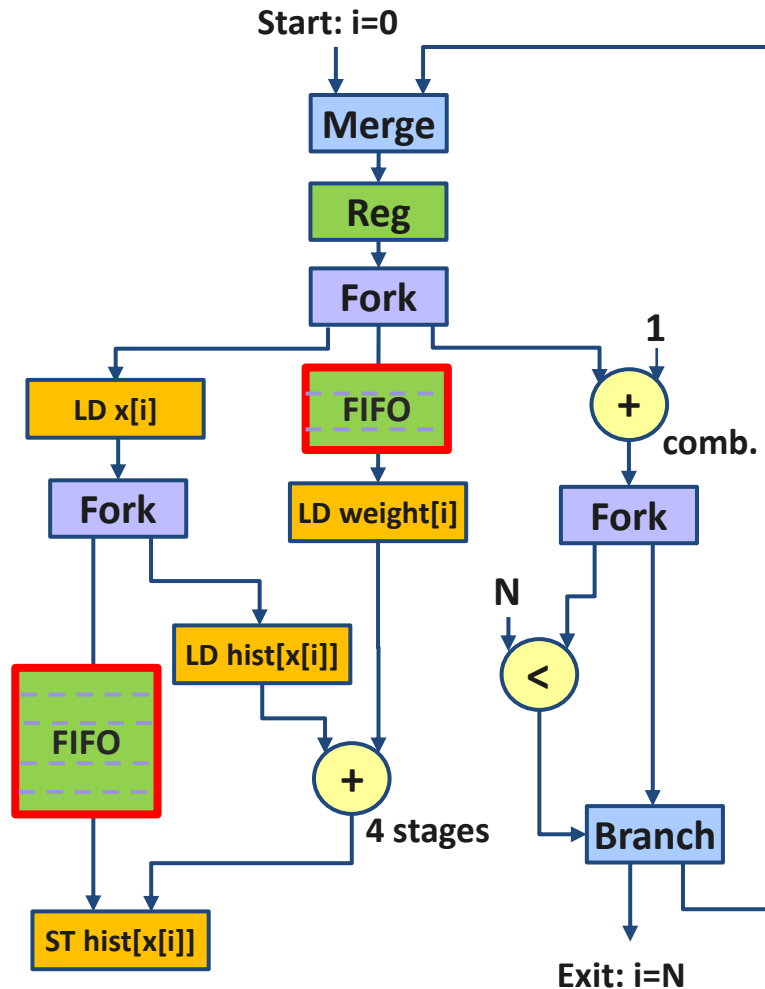 Start: i=0
Merge
Reg
Fork
1
LD x[i]
FIFO
+
comb.
Fork
LD weight[i]
Fork
N
LD hist[x[i]]
<
FIFO
+
4 stages
Branch
ST hist[x[i]]
Exit: i=N